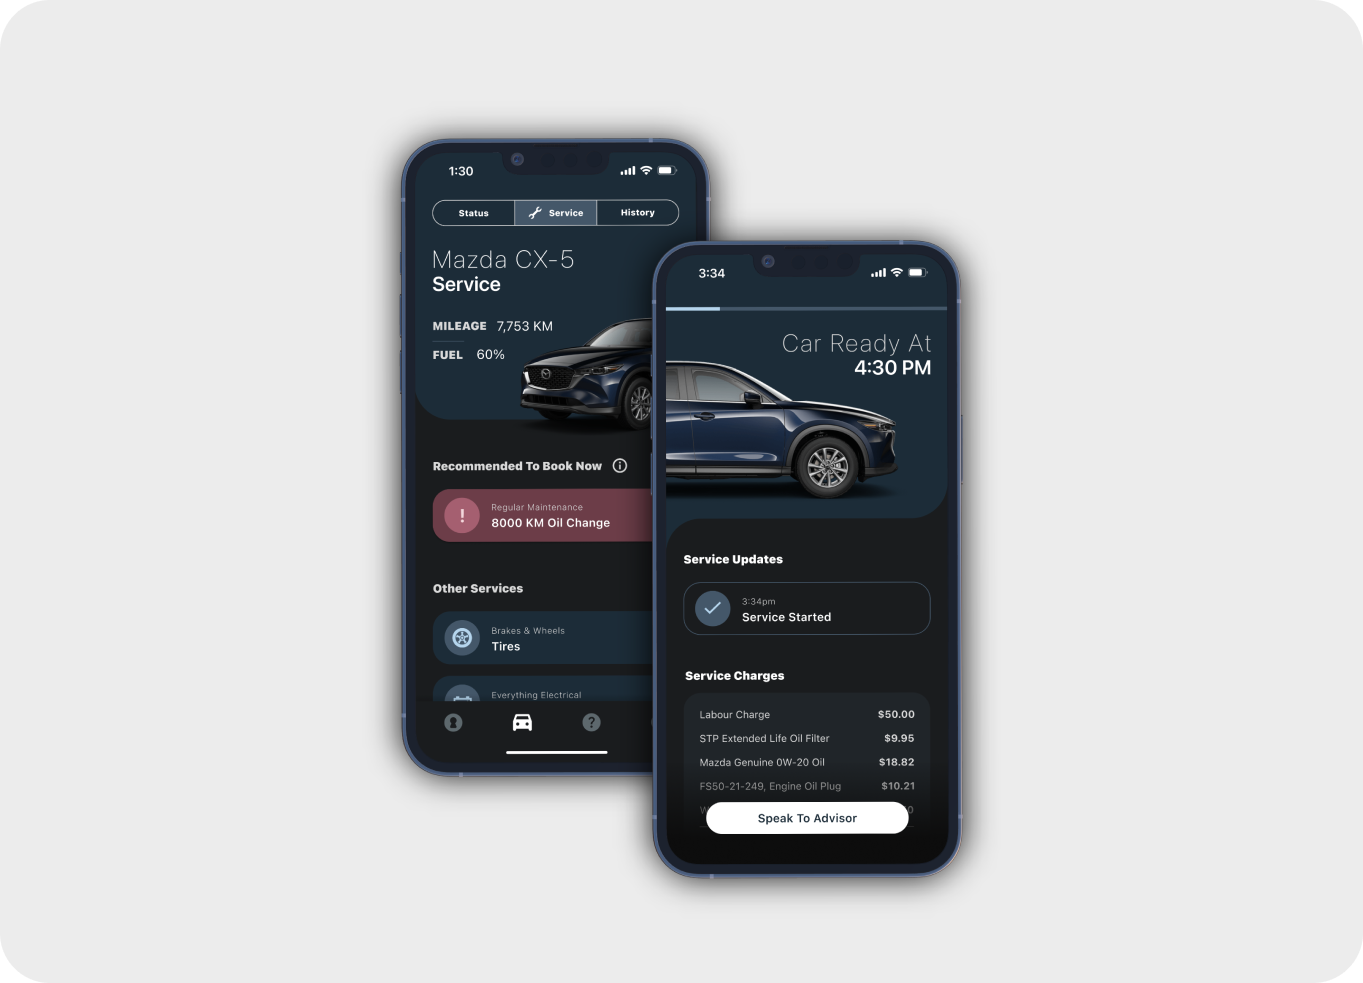 1:30
Status
Service
History
Mazda CX-5
Service
MILEAGE 7,753 KM
FUEL 60%
Recommended To Book Now
Regular Maintenance
8000 KM Oil Change
Other Services
Brakes & Wheels
Tires
Everything Electrical
3:34
Car Ready At
4:30 PM
Service Updates
3:34pm
Service Started
Service Charges
Labour Charge $50.00
STP Extended Life Oil Filter $9.95
Mazda Genuine 0W-20 Oil $18.82
FS50-21-249, Engine Oil Plug $10.21
Speak To Advisor